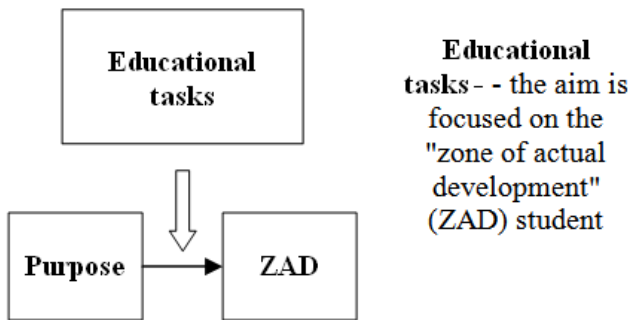 Educational
tasks
Purpose
ZAD
Educational
tasks- - the aim is
focused on the
"zone of actual
development"
(ZAD) student